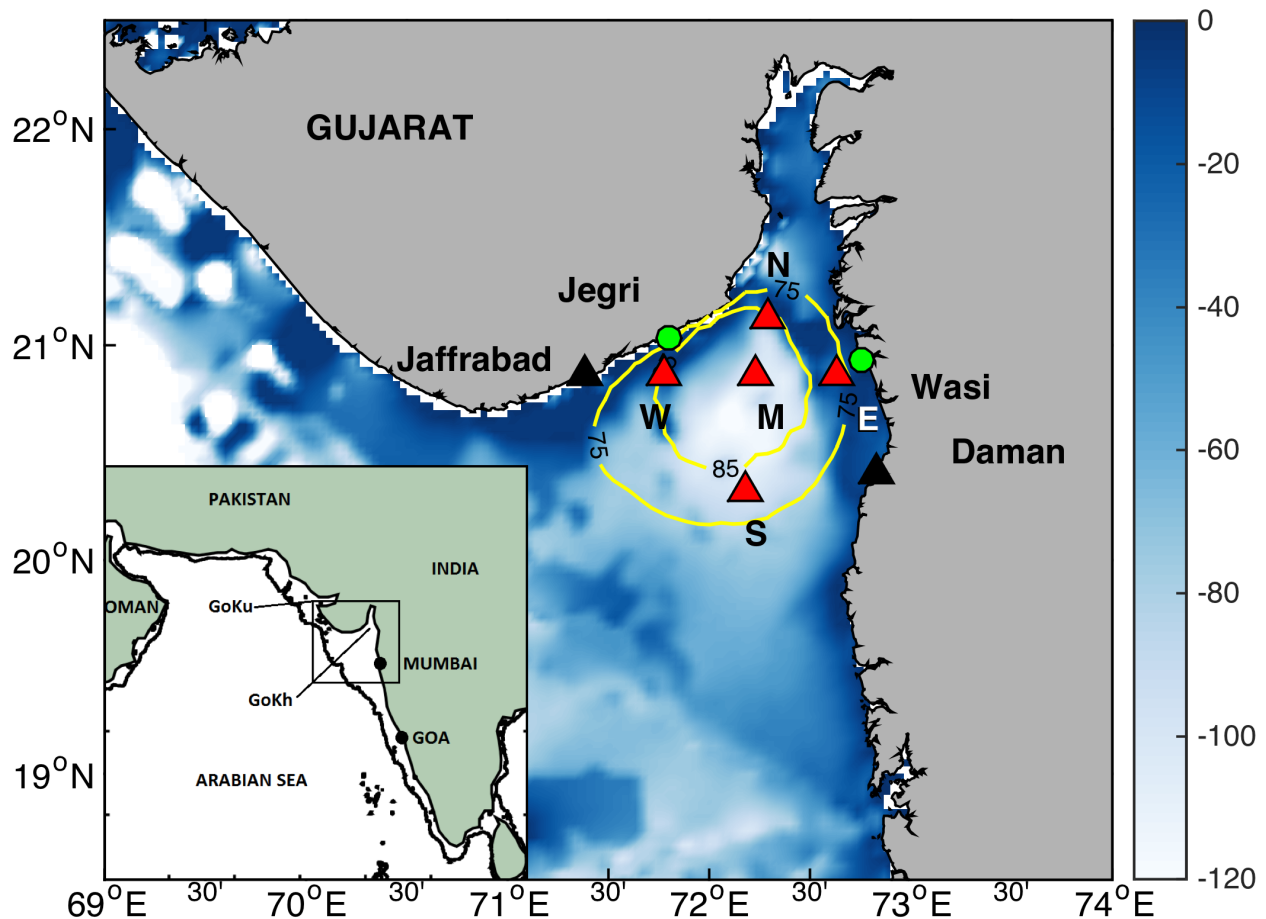 0
-20
-40
-60
-80
-100
-120
22°N
21°N
20°N
19°N
GUJARAT
N
75
Jegri
Jaffrabad
Wasi
W
M
E
75
75
85
Daman
S
PAKISTAN
INDIA
OMAN
GoKu
MUMBAI
GoKh
GOA
ARABIAN SEA
69°E 30' 70°E 30' 71°E 30' 72°E 30' 73°E 30' 74°E